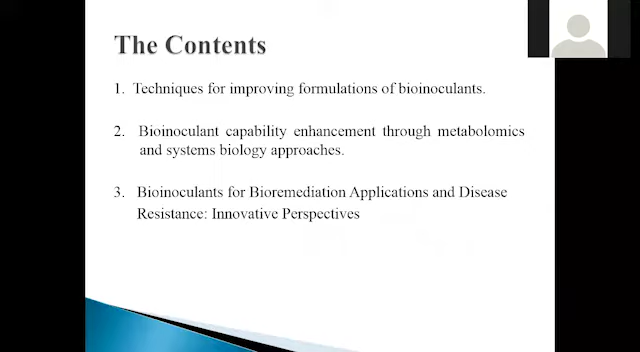 The Contents
1. Techniques for improving formulations of bioinoculants.
2. Bioinoculant capability enhancement through metabolomics
and systems biology approaches.
3. Bioinoculants for Bioremediation Applications and Disease
Resistance: Innovative Perspectives